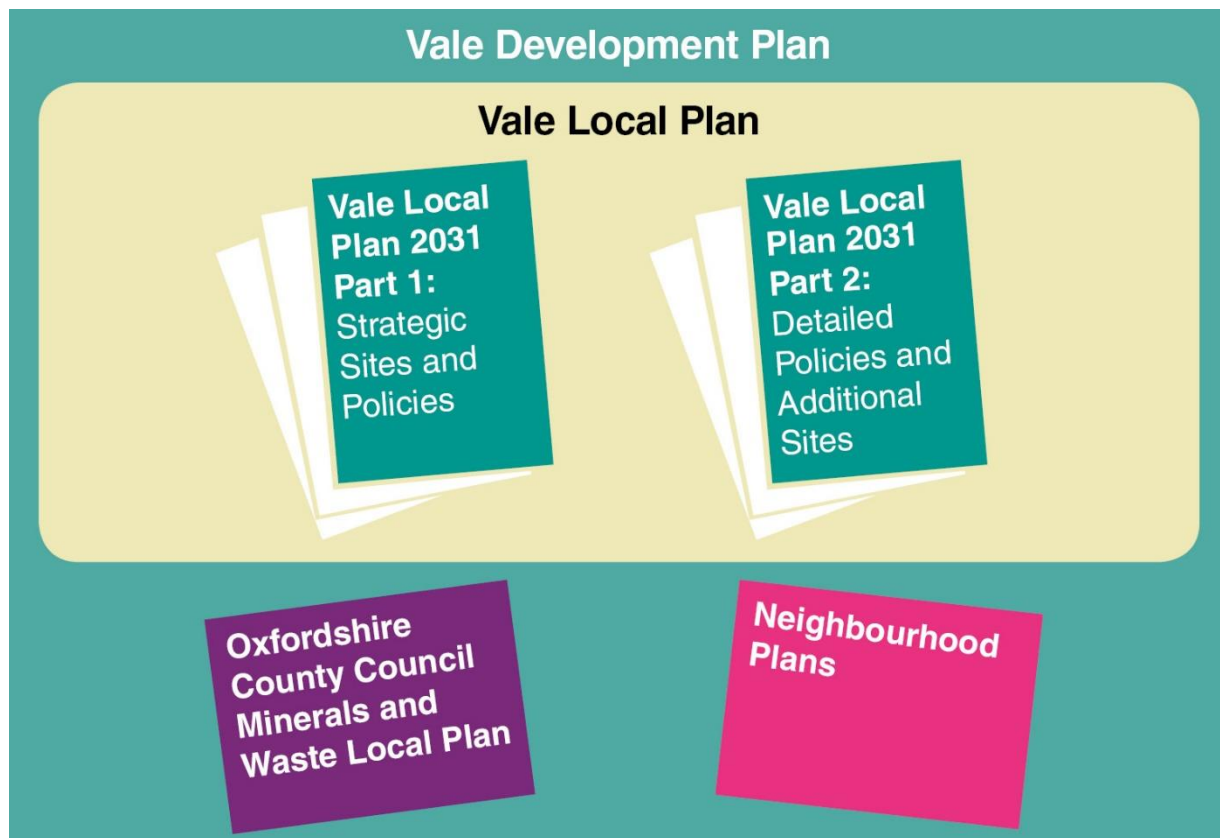 Vale Development Plan
Vale Local Plan
Vale Local
Plan 2031
Part 1:
Strategic
Sites and
Policies
Vale Local
Plan 2031
Part 2:
Detailed
Policies and
Additional
Sites
Oxfordshire
County Council
Minerals and
Waste Local Plan
Neighbourhood
Plans